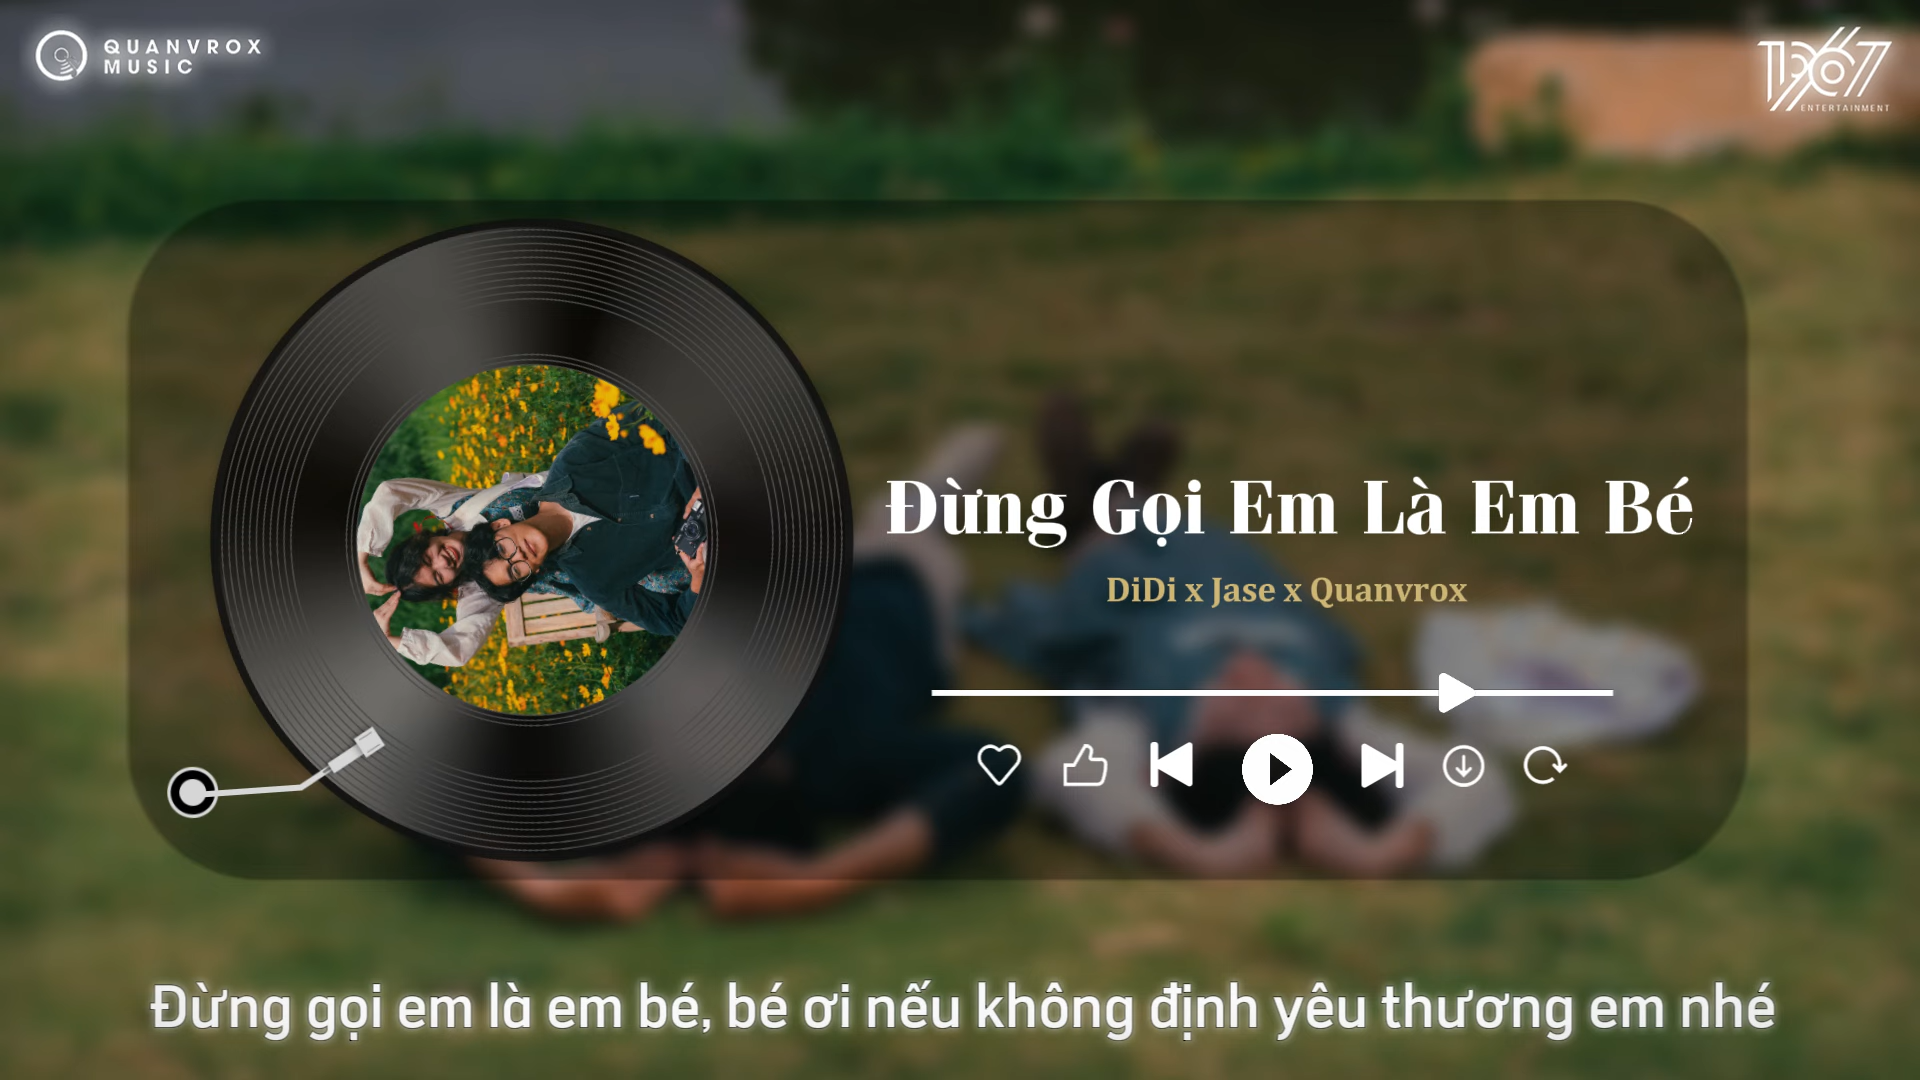 QUANVROX
MUSIC
1967
ENTERTAINMENT
Đừng Gọi Em Là Em Bé
DiDi x Jase x Quanvrox
Đừng gọi em là em bé, bé ơi nếu không định yêu thương em nhé